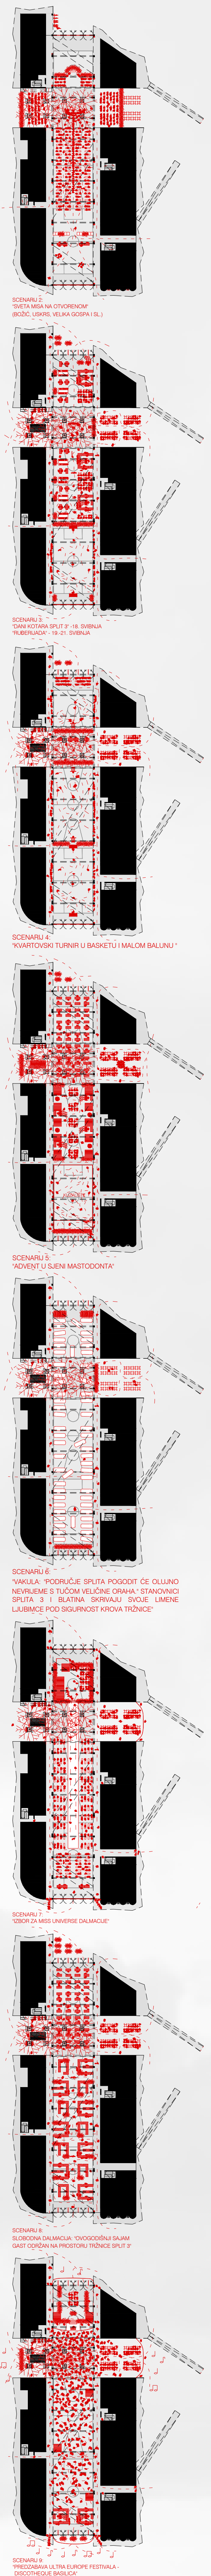 SCENARIJ 2:
"SVETA MISA NA OTVORENOM"
(BOŽIĆ, USKRS, VELIKA GOSPA I SL.)
SCENARIJ 3:
"DANI KOTARA SPLIT 3" -18. SVIBNJA
"RUĐERIJADA" - 19.-21. SVIBNJA
SCENARIJ 4:
"KVARTOVSKI TURNIR U BASKETU I MALOM BALUNU "
SCENARIJ 5:
"ADVENT U SJENI MASTODONTA"
SCENARIJ 6:
"VAKULA: "PODRUČJE SPLITA POGODIT ĆE OLUJNO
NEVRIJEME S TUČOM VELIČINE ORAHA." STANOVNICI
SPLITA 3 I BLATINA SKRIVAJU SVOJE LIMENE
LJUBIMCE POD SIGURNOST KROVA TRŽNICE"
SCENARIJ 7:
"IZBOR ZA MISS UNIVERSE DALMACIJE"
SCENARIJ 8:
SLOBODNA DALMACIJA: "OVOGODIŠNJI SAJAM
GAST ODRŽAN NA PROSTORU TRŽNICE SPLIT 3"
SCENARIJ 9:
"PREDZABAVA ULTRA EUROPE FESTIVALA -
DISCOTHEQUE BASILICA"